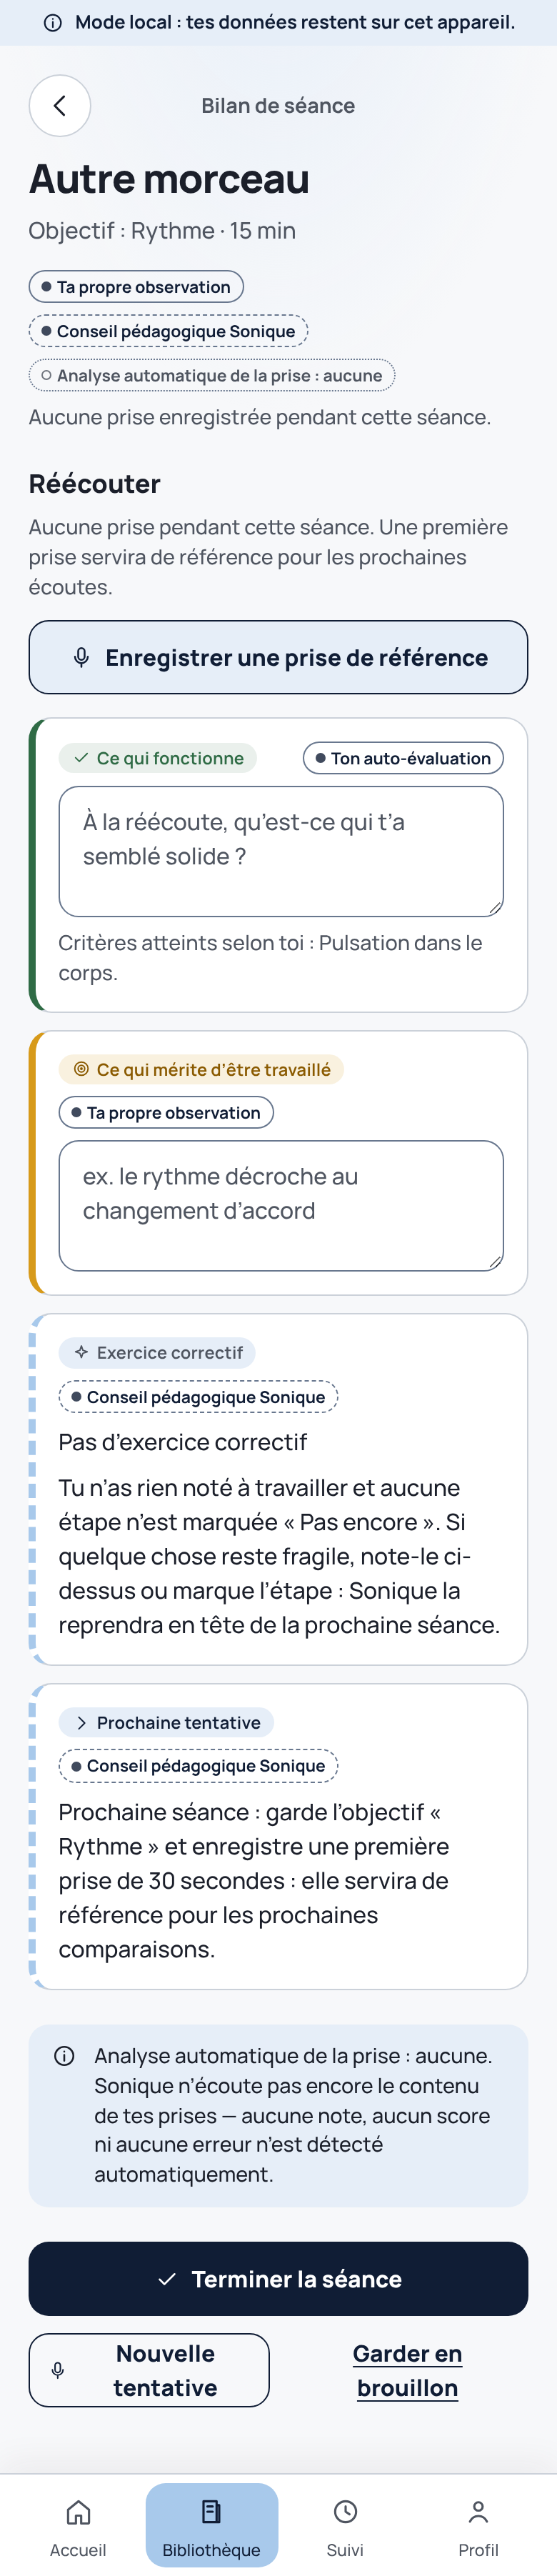 Mode local : tes données restent sur cet appareil.
Bilan de séance
Autre morceau
Objectif : Rythme · 15 min
Ta propre observation
Conseil pédagogique Sonique
Analyse automatique de la prise : aucune
Aucune prise enregistrée pendant cette séance.
Réécouter
Aucune prise pendant cette séance. Une première
prise servira de référence pour les prochaines
écoutes.
Enregistrer une prise de référence
Ce qui fonctionne
Ton auto-évaluation
À la réécoute, qu’est-ce qui t’a
semblé solide ?
Critères atteints selon toi : Pulsation dans le
corps.
Ce qui mérite d’être travaillé
Ta propre observation
ex. le rythme décroche au
changement d’accord
Exercice correctif
Conseil pédagogique Sonique
Pas d’exercice correctif
Tu n’as rien noté à travailler et aucune
étape n’est marquée « Pas encore ». Si
quelque chose reste fragile, note-le ci-
dessus ou marque l’étape : Sonique la
reprendra en tête de la prochaine séance.
Prochaine tentative
Conseil pédagogique Sonique
Prochaine séance : garde l’objectif «
Rythme » et enregistre une première
prise de 30 secondes : elle servira de
référence pour les prochaines
comparaisons.
Analyse automatique de la prise : aucune.
Sonique n’écoute pas encore le contenu
de tes prises — aucune note, aucun score
ni aucune erreur n’est détecté
automatiquement.
Terminer la séance
Nouvelle
tentative
Garder en
brouillon
Accueil
Bibliothèque
Suivi
Profil